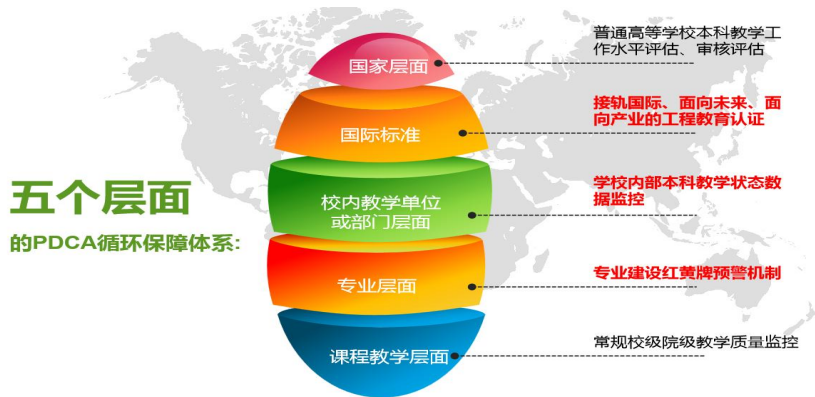 五个层面
的PDCA循环保障体系:
国家层面
普通高等学校本科教学工
作水平评估、审核评估
国际标准
接轨国际、面向未来、面
向产业的工程教育认证
校内教学单位
或部门层面
学校内部本科教学状态数
据监控
专业层面
专业建设红黄牌预警机制
课程教学层面
常规校级院级教学质量监控